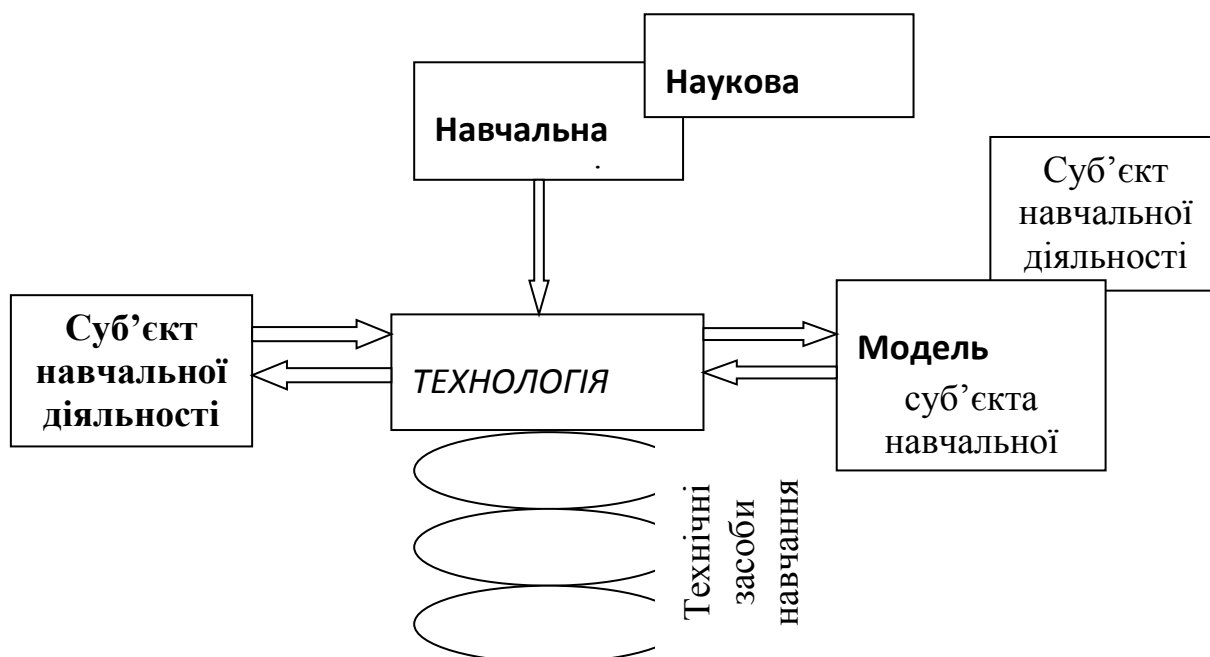 Наукова
Навчальна
Суб’єкт
навчальної
діяльності
Суб’єкт
навчальної
діяльності
ТЕХНОЛОГІЯ
Модель
суб’єкта
навчальної
Технічні
засоби
навчання